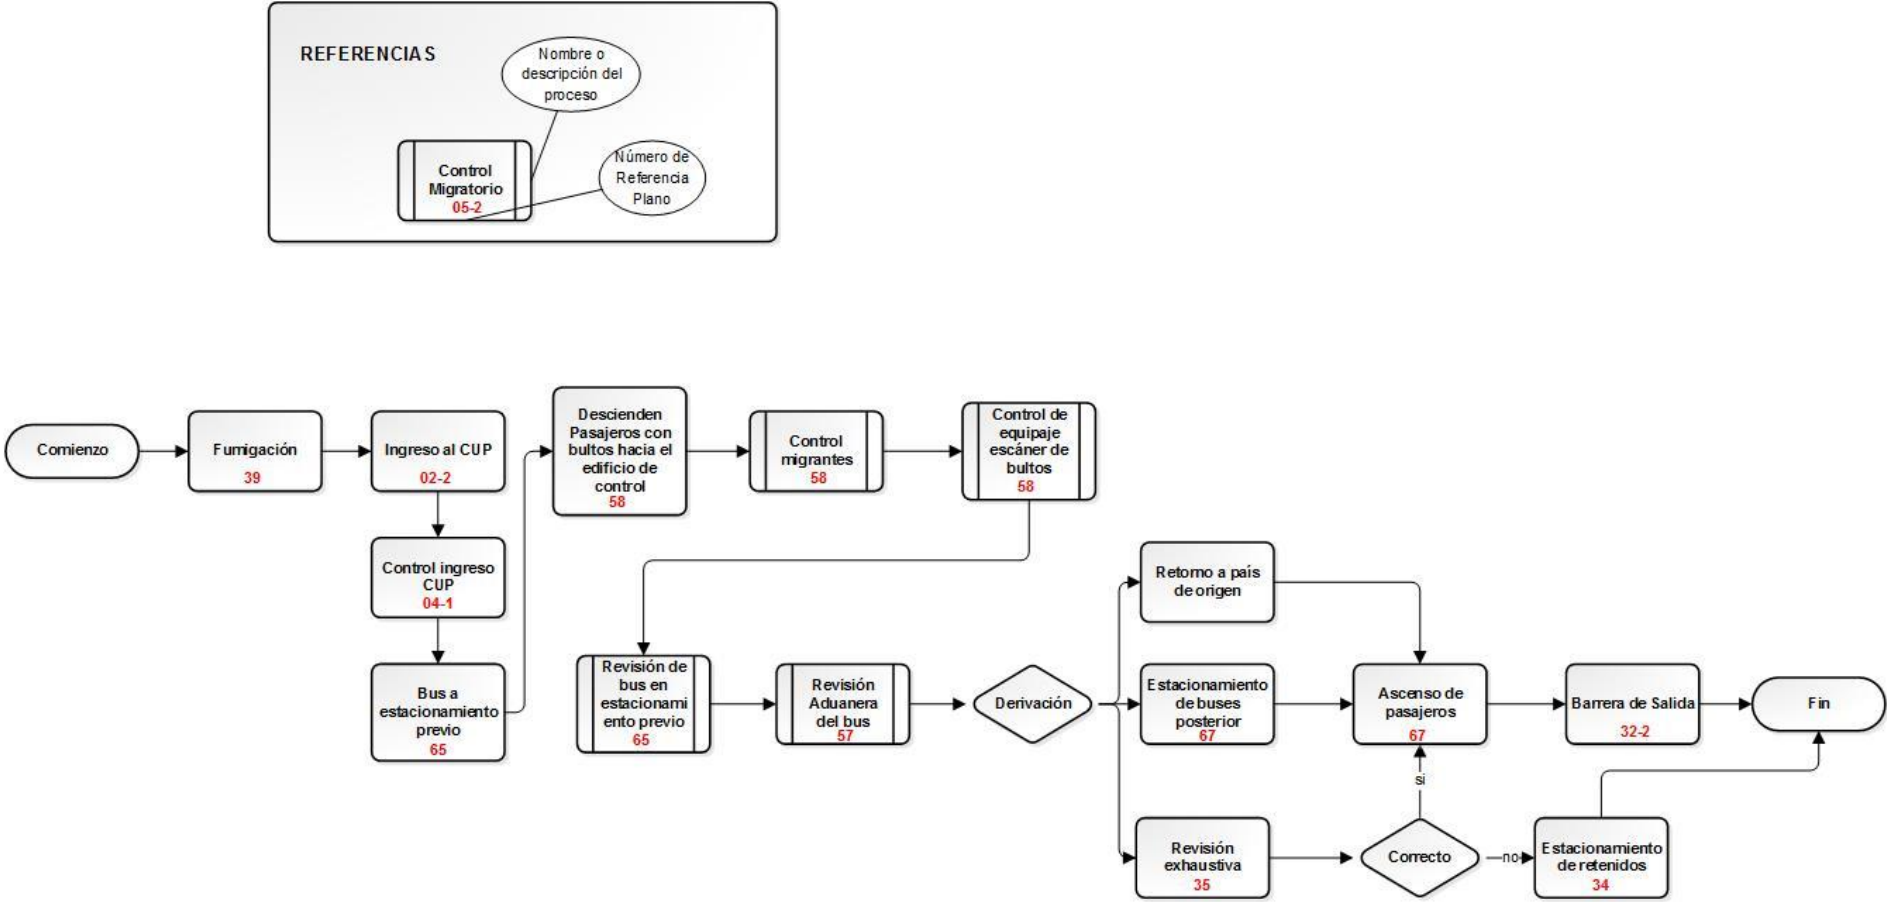 REFERENCIAS
Nombre o
descripción del
proceso
Control
Migratorio
05-2
Número de
Referencia
Plano
Comienzo
Fumigación
39
Ingreso al CUP
02-2
Control ingreso
CUP
04-1
Bus a
estacionamiento
previo
65
Descienden
Pasajeros con
bultos hacia el
edificio de
control
58
Control
migrantes
58
Control de
equipaje
escáner de
bultos
58
Revisión de
bus en
estacionami
ento previo
65
Revisión
Aduanera
del bus
57
Derivación
Retorno a país
de origen
Estacionamiento
de buses
posterior
67
Revisión
exhaustiva
35
Ascenso de
pasajeros
67
si
Correcto
no
Estacionamiento
de retenidos
34
Barrera de Salida
32-2
Fin